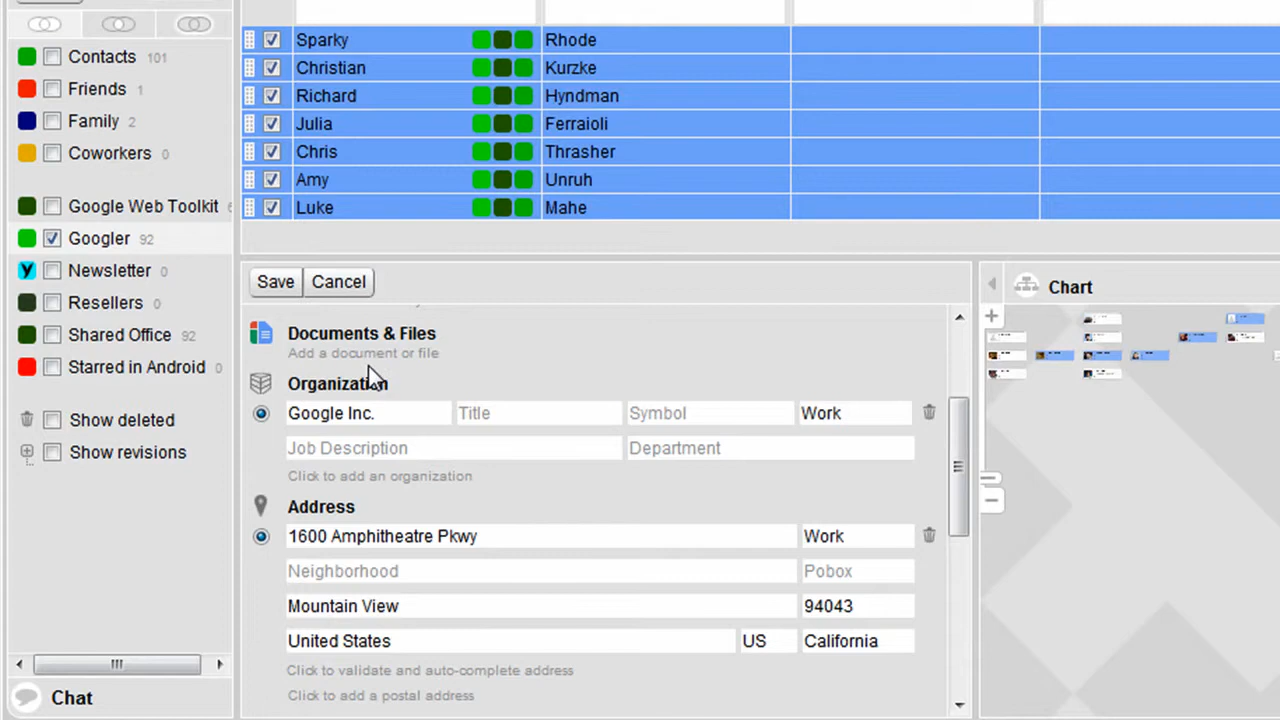 Contacts 101
Friends 1
Family 2
Coworkers 0
Google Web Toolkit
Googler 92
Y Newsletter 0
Resellers 0
Shared Office 92
Starred in Android 0
Show deleted
Show revisions
Chat
Sparky Rhode
Christian Kurzke
Richard Hyndman
Julia Ferraioli
Chris Thrasher
Amy Unruh
Luke Mahe
Save Cancel
Documents & Files
Add a document or file
Organization
Google Inc. Title Symbol Work
Job Description Department
Click to add an organization
Address
1600 Amphitheatre Pkwy Work
Neighborhood Pobox
Mountain View 94043
United States US California
Click to validate and auto-complete address
Click to add a postal address
Chart